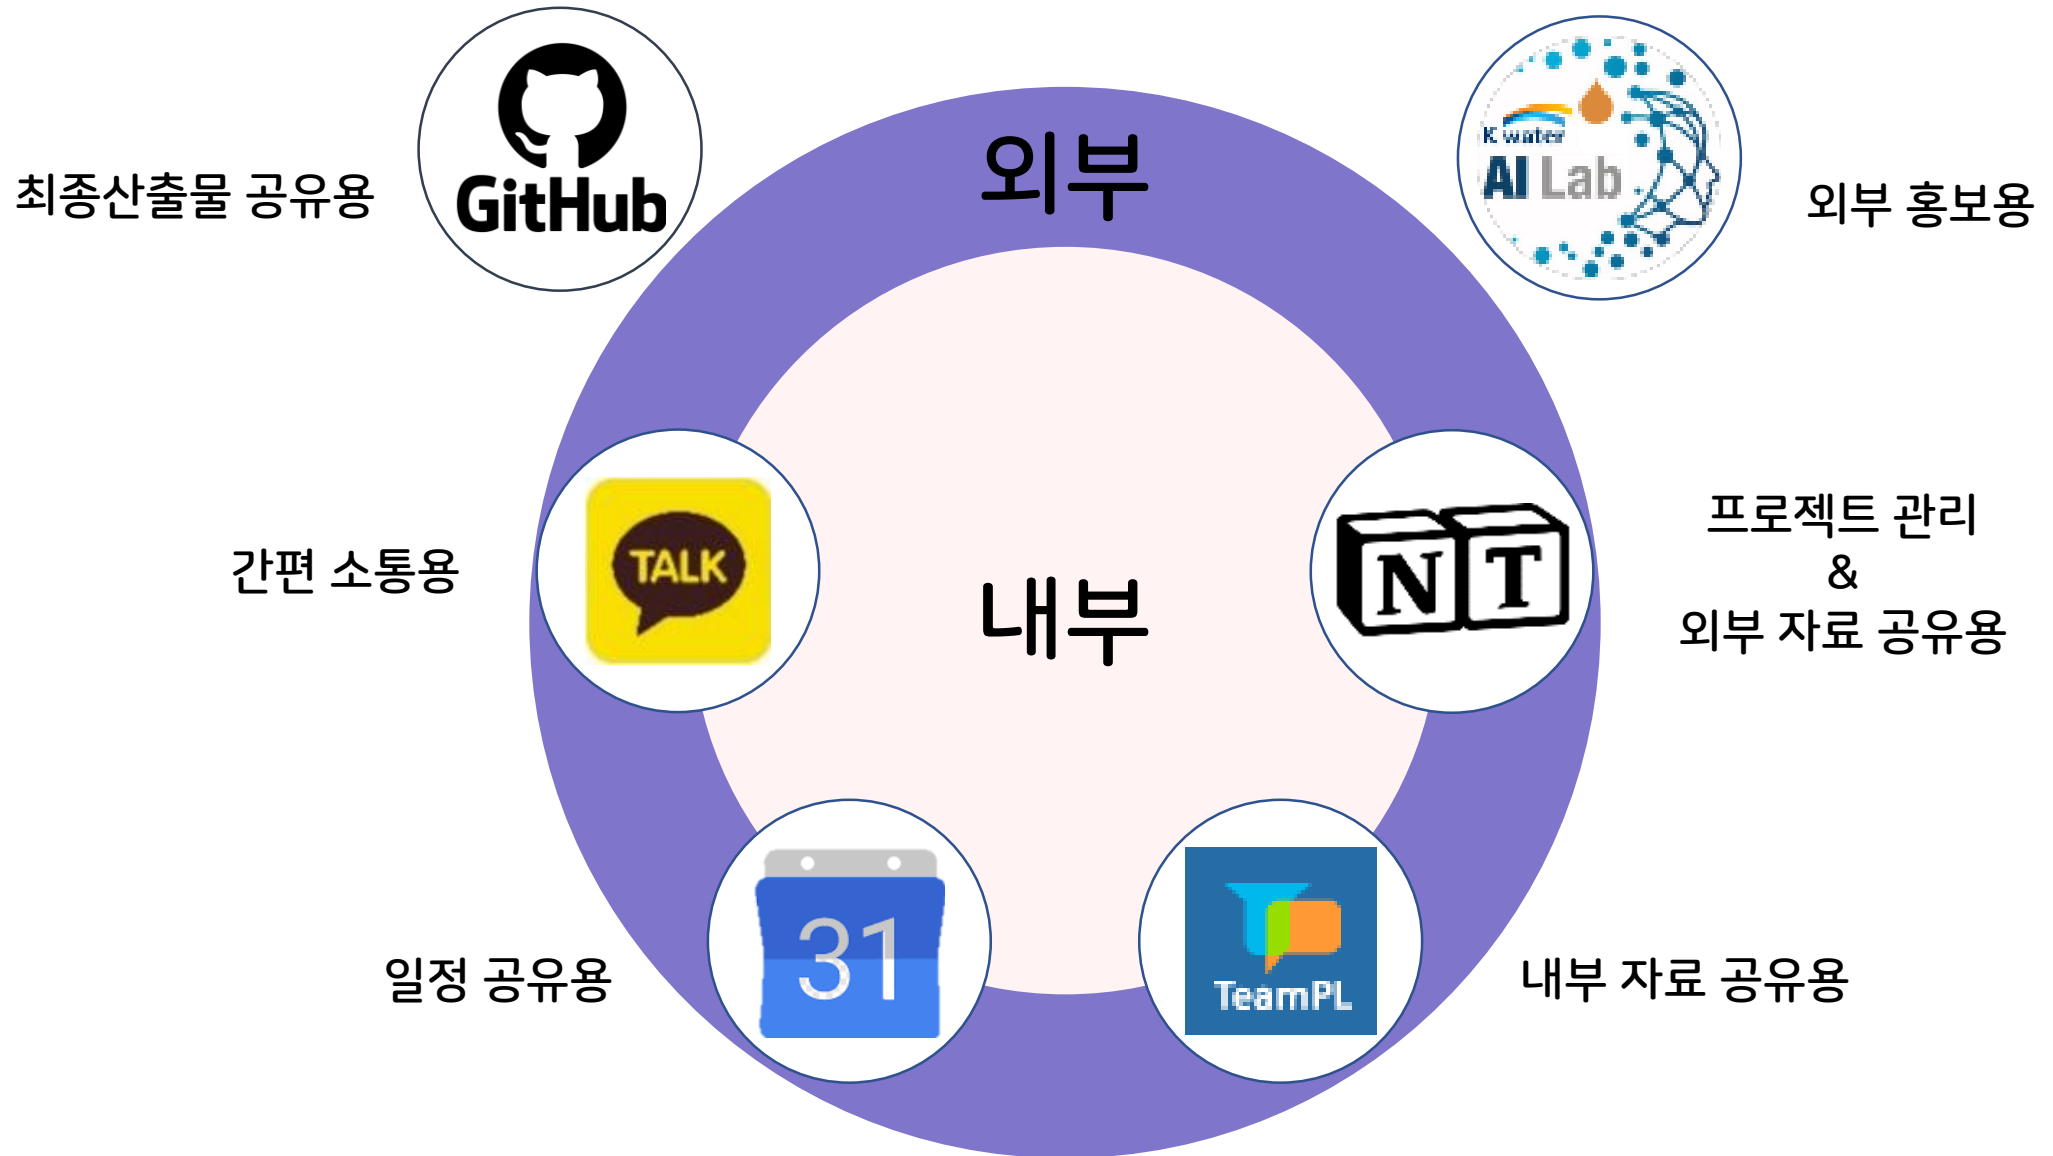 GitHub
최종산출물 공유용
외부
K water
AI Lab
외부 홍보용
TALK
간편 소통용
내부
N T
프로젝트 관리
&
외부 자료 공유용
31
일정 공유용
TeamPL
내부 자료 공유용